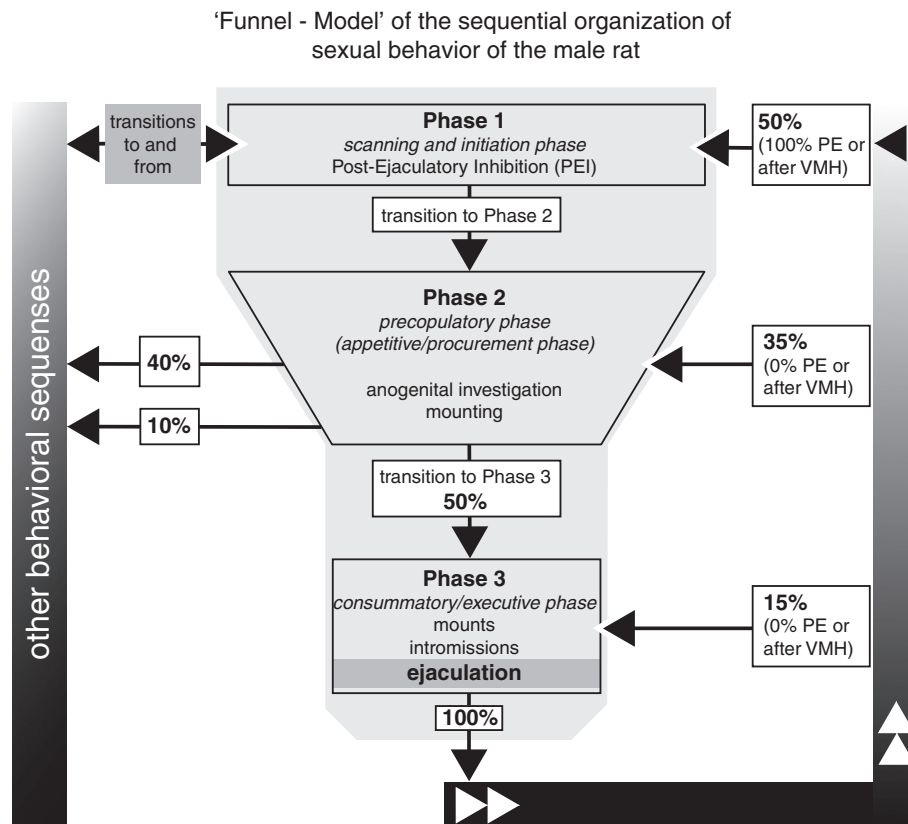 ‘Funnel - Model’ of the sequential organization of
sexual behavior of the male rat
transitions
to and
from
Phase 1
scanning and initiation phase
Post-Ejaculatory Inhibition (PEI)
50%
(100% PE or
after VMH)
transition to Phase 2
Phase 2
precopulatory phase
(appetitive/procurement phase)
anogenital investigation
mounting
40%
10%
35%
(0% PE or
after VMH)
transition to Phase 3
50%
Phase 3
consummatory/executive phase
mounts
intromissions
ejaculation
15%
(0% PE or
after VMH)
100%
other behavioral sequenses